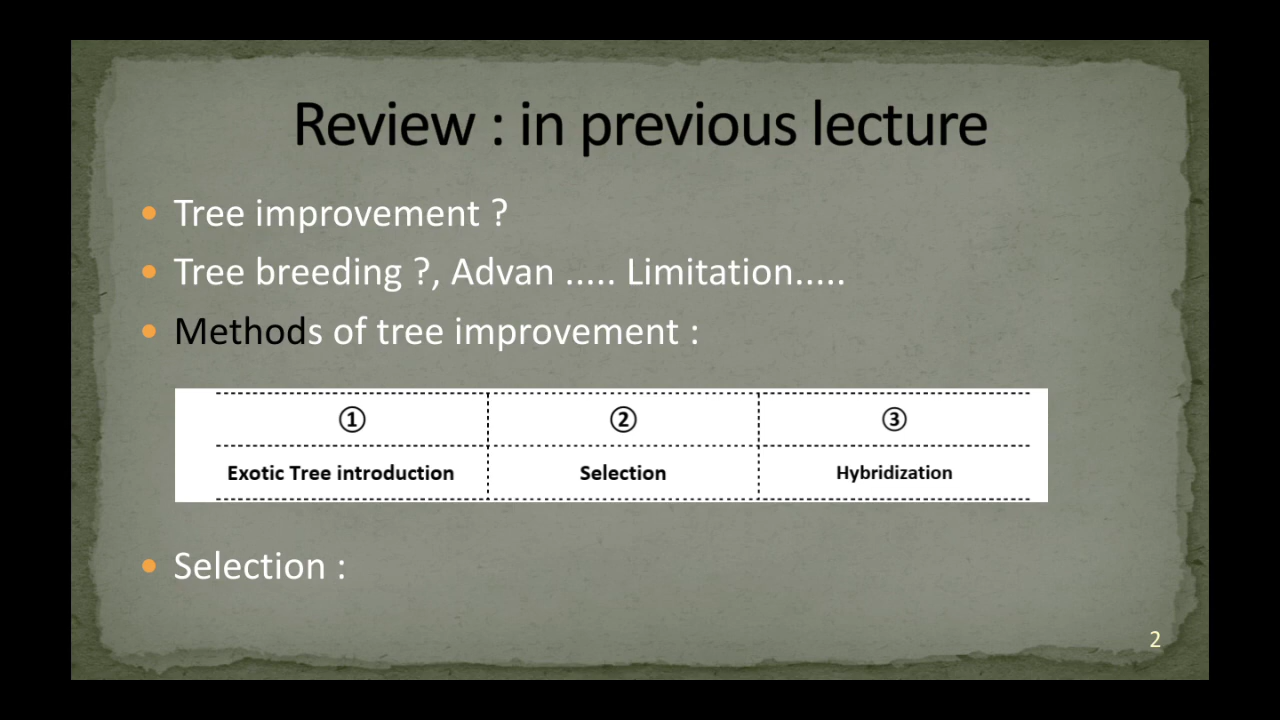 Review : in previous lecture
Tree improvement ?
Tree breeding ?, Advan ..... Limitation.....
Methods of tree improvement :
① ② ③
Exotic Tree introduction Selection Hybridization
Selection :
2